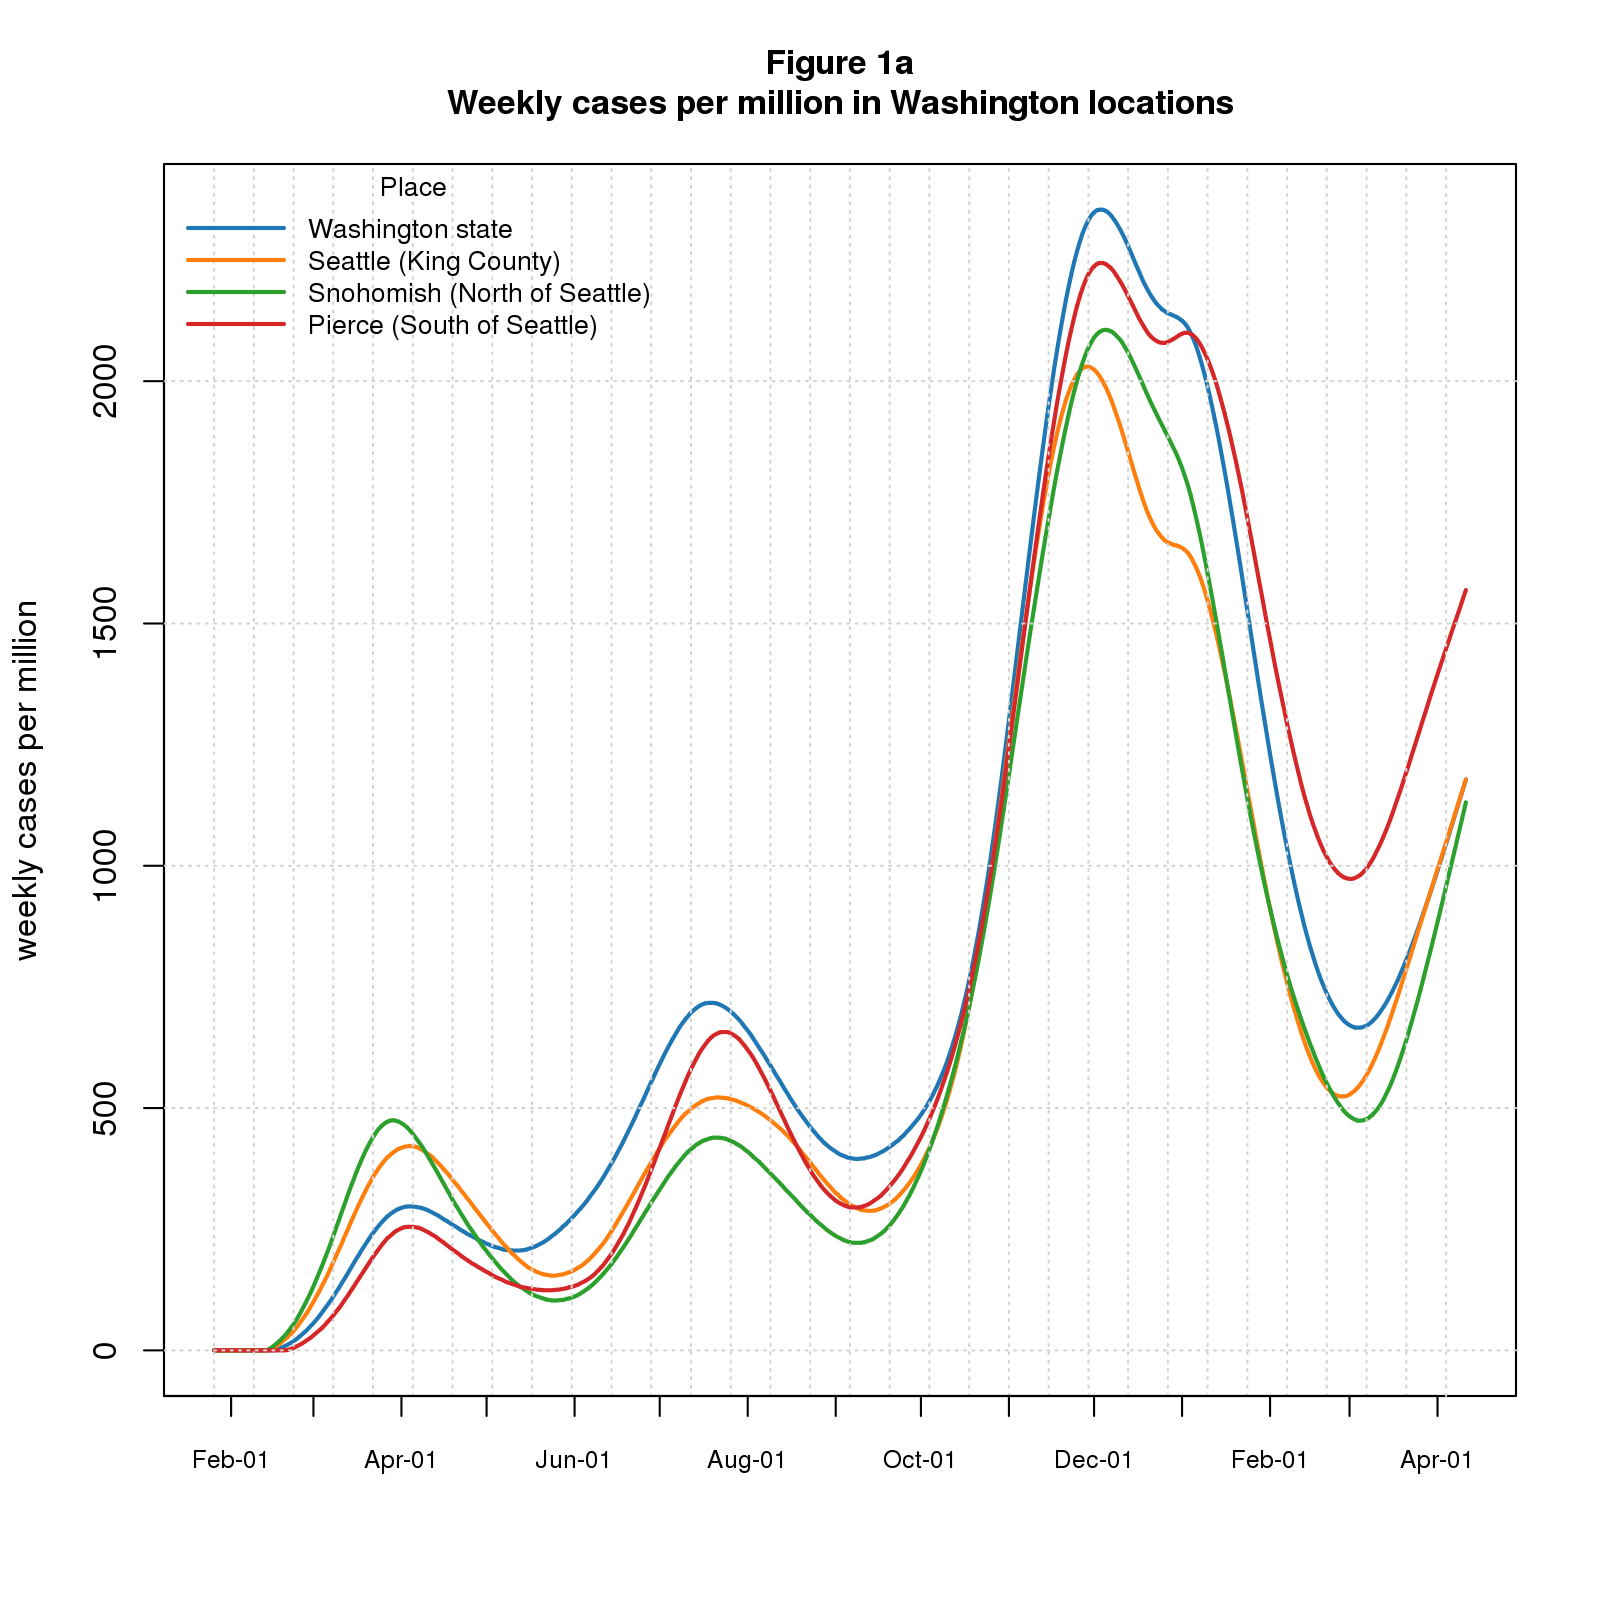 Figure 1a
Weekly cases per million in Washington locations
Place
Washington state
Seattle (King County)
Snohomish (North of Seattle)
Pierce (South of Seattle)
weekly cases per million
2000
1500
1000
500
0
Feb-01 Apr-01 Jun-01 Aug-01 Oct-01 Dec-01 Feb-01 Apr-01